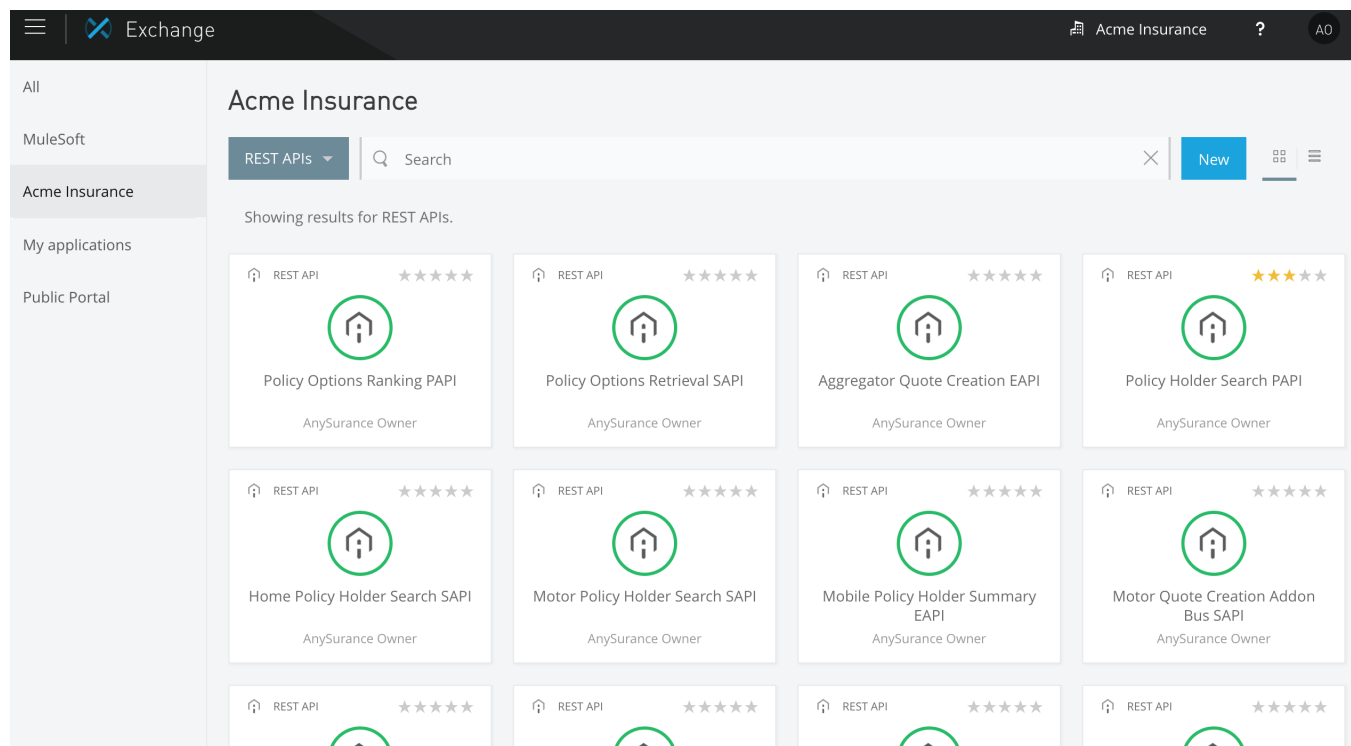 Exchange
Acme Insurance
?
AO
All
MuleSoft
Acme Insurance
My applications
Public Portal
Acme Insurance
REST APIs
Search
New
Showing results for REST APIs.
REST API
Policy Options Ranking PAPI
AnySurance Owner
REST API
Policy Options Retrieval SAPI
AnySurance Owner
REST API
Aggregator Quote Creation EAPI
AnySurance Owner
REST API
Policy Holder Search PAPI
AnySurance Owner
REST API
Home Policy Holder Search SAPI
AnySurance Owner
REST API
Motor Policy Holder Search SAPI
AnySurance Owner
REST API
Mobile Policy Holder Summary
EAPI
AnySurance Owner
REST API
Motor Quote Creation Addon
Bus SAPI
AnySurance Owner
REST API
REST API
REST API
REST API